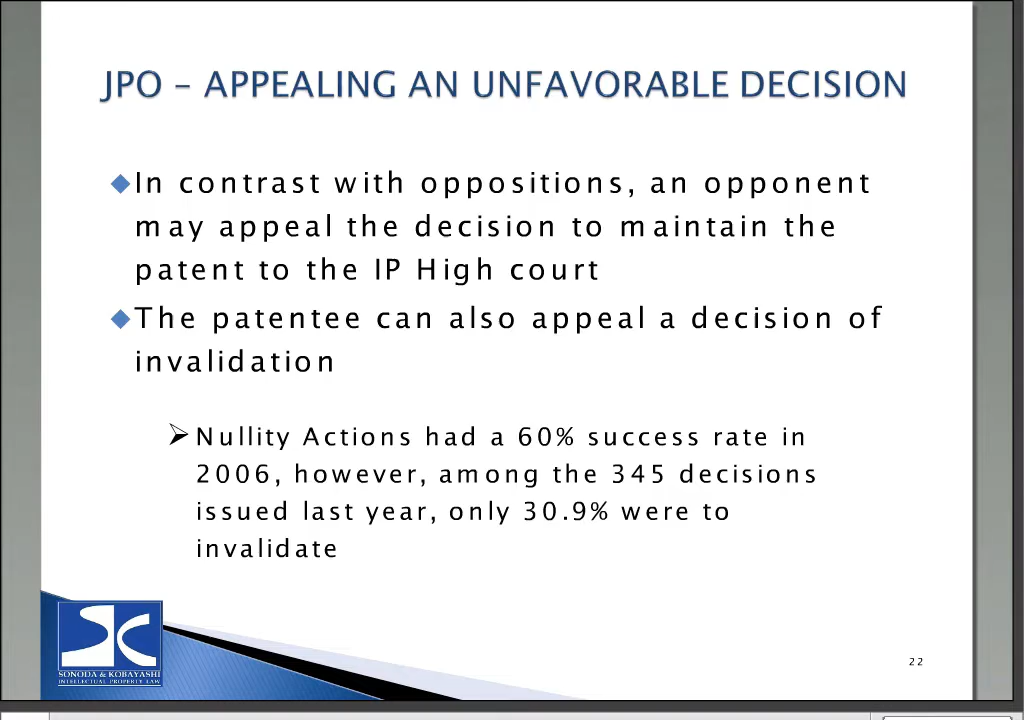 JPO – APPEALING AN UNFAVORABLE DECISION
In contrast with oppositions, an opponent
may appeal the decision to maintain the
patent to the IP High court
The patentee can also appeal a decision of
invalidation
Nullity Actions had a 60% success rate in
2006, however, among the 345 decisions
issued last year, only 30.9% were to
invalidate
SONODA & KOBAYASHI
INTELLECTUAL PROPERTY LAW
22